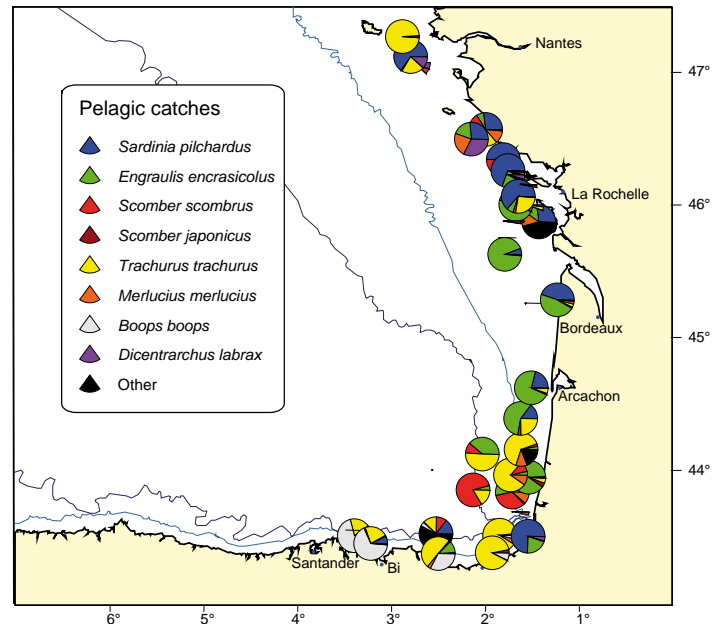 Nantes
47°
Pelagic catches
Sardinia pilchardus
Engraulis encrasicolus
Scomber scombrus
Scomber japonicus
Trachurus trachurus
Merlucius merlucius
Boops boops
Dicentrarchus labrax
Other
La Rochelle
46°
Bordeaux
45°
Arcachon
44°
Santander
Bi
6°
5°
4°
3°
2°
1°